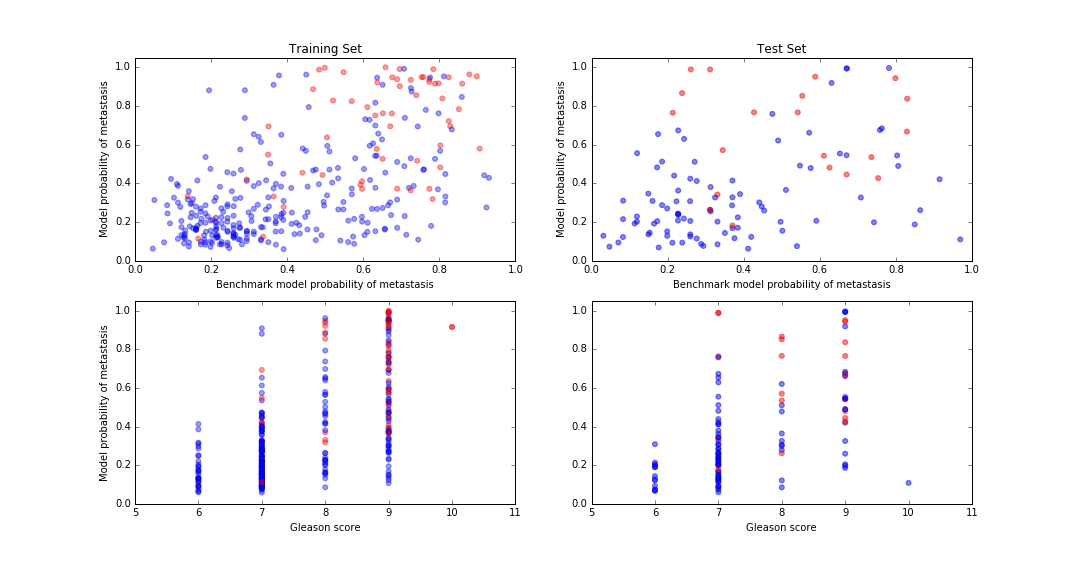 Training Set
Test Set
Model probability of metastasis
1.0
0.8
0.6
0.4
0.2
0.0
0.0 0.2 0.4 0.6 0.8 1.0
Benchmark model probability of metastasis
Model probability of metastasis
1.0
0.8
0.6
0.4
0.2
0.0
0.0 0.2 0.4 0.6 0.8 1.0
Benchmark model probability of metastasis
Model probability of metastasis
1.0
0.8
0.6
0.4
0.2
0.0
5 6 7 8 9 10 11
Gleason score
1.0
0.8
0.6
0.4
0.2
0.0
5 6 7 8 9 10 11
Gleason score